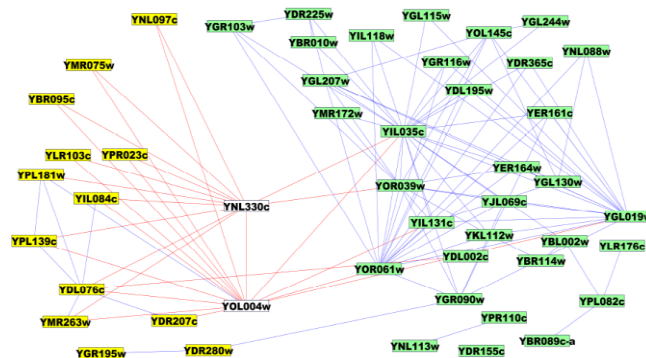 YNL097c
YGR103w
YDR225w
YGL115w
YGL244w
YBR010w
YIL118w
YOL145c
YNL088w
YMR075w
YGR116w
YDR365c
YGL207w
YDL195w
YBR095c
YMR172w
YER161c
YIL035c
YLR103c
YPR023c
YPL181w
YER164w
YOR039w
YGL130w
YIL084c
YNL330c
YJL069c
YIL131c
YGL019w
YKL112w
YPL139c
YBL002w
YLR176c
YDL002c
YBR114w
YOR061w
YDL076c
YGR090w
YPL082c
YOL004w
YMR263w
YDR207c
YPR110c
YNL113w
YBR089c-a
YGR195w
YDR280w
YDR155c